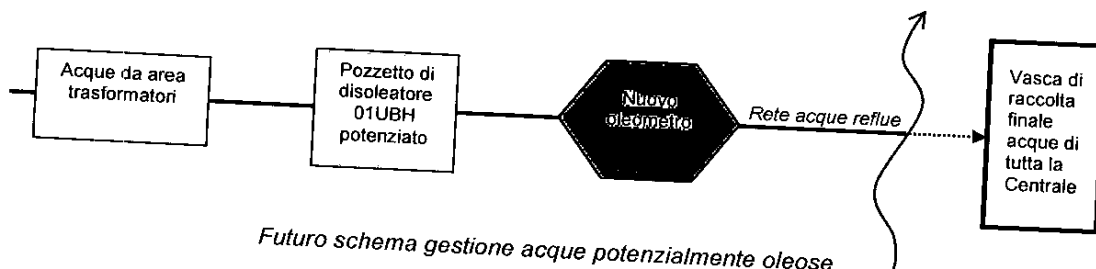 Acque da area
trasformatori
Pozzetto di
disoleatore
01UBH
potenziato
Nuovo
oleometro
Rete acque reflue
Vasca di
raccolta
finale
acque di
tutta la
Centrale
Futuro schema gestione acque potenzialmente oleose